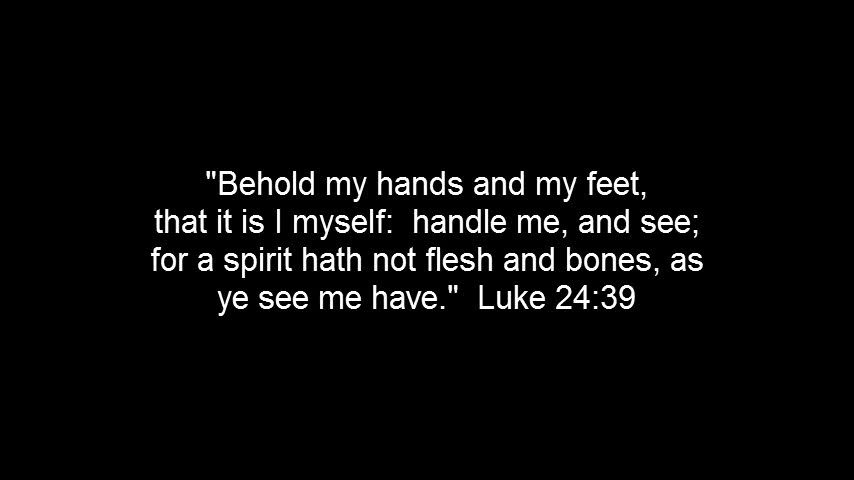 "Behold my hands and my feet,
that it is I myself:  handle me, and see;
for a spirit hath not flesh and bones, as
ye see me have."  Luke 24:39